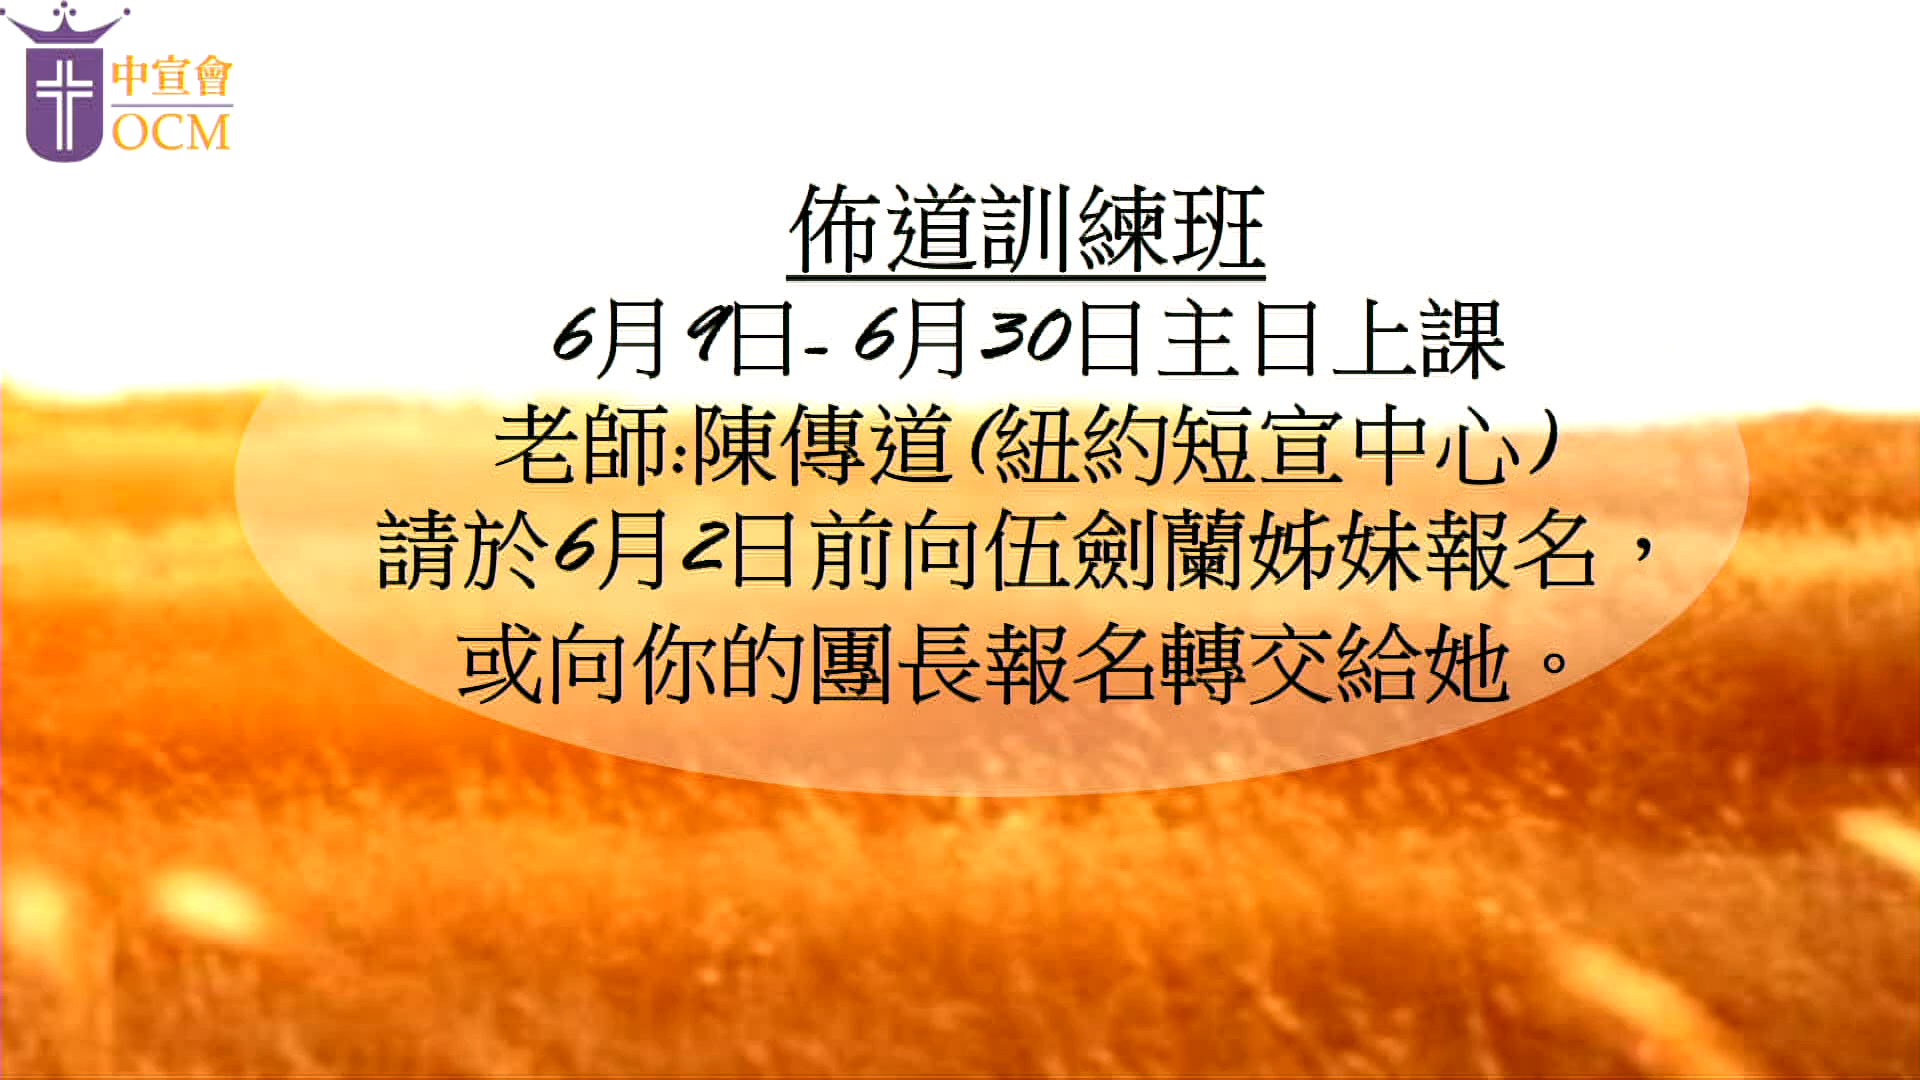 中宣會
OCM
佈道訓練班
6月9日- 6月30日主日上課
老師:陳傳道(紐約短宣中心)
請於6月2日前向伍劍蘭姊妹報名，
或向你的團長報名轉交給她。